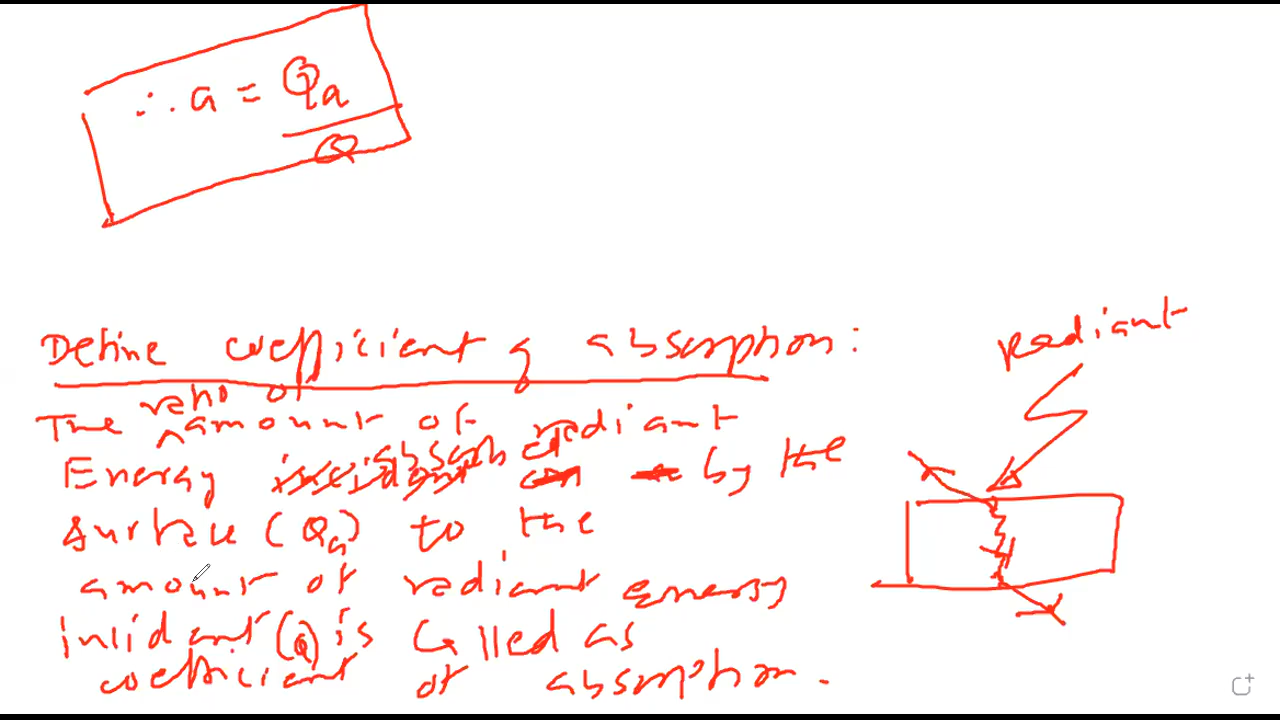 ∴ a = Qa / Q
Define coefficient of absorption:
radiant
The ratio of amount of radiant
Energy absorbed by the
surface (Qa) to the
amount of radiant energy
incidant (Q) is called as
coefficient of absorption.